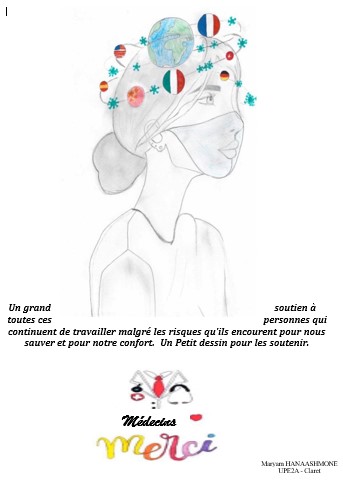 Un grand soutien à
toutes ces personnes qui
continuent de travailler malgré les risques qu'ils encourent pour nous
sauver et pour notre confort. Un Petit dessin pour les soutenir.
Médecins
merci
Maryam HANAASHMONE
UPE2A - Claret